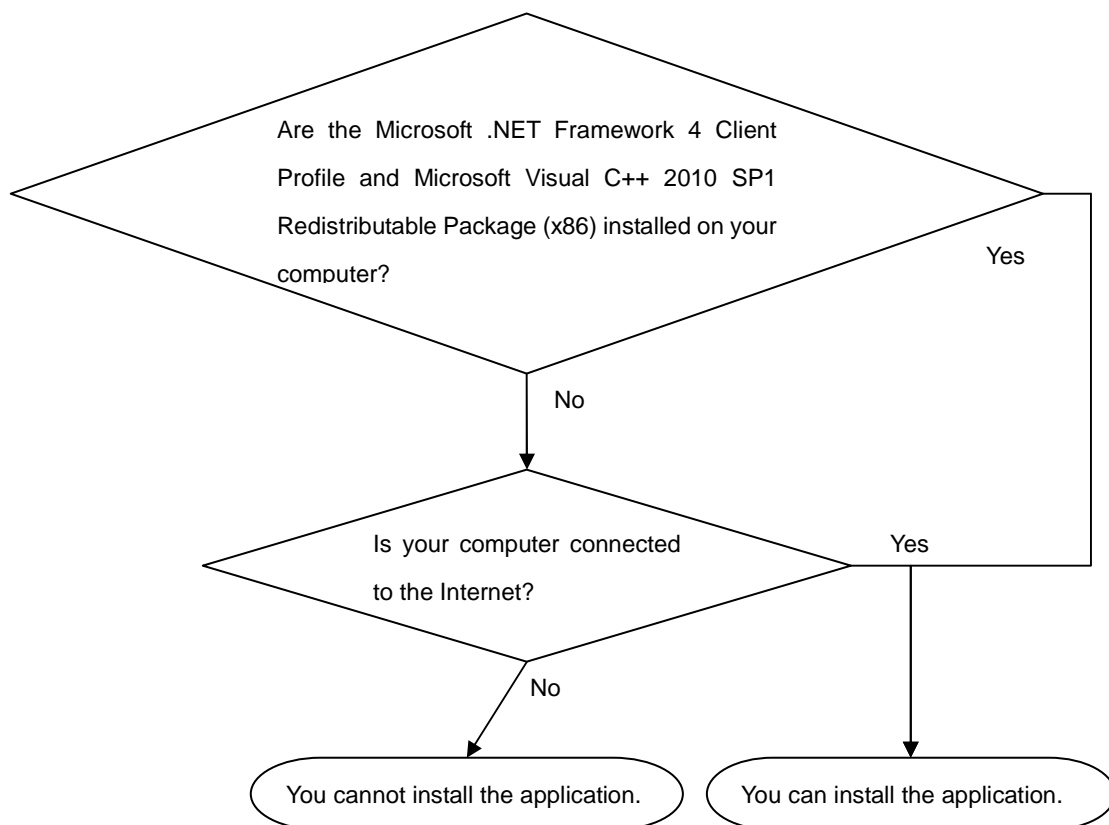 Are the Microsoft .NET Framework 4 Client
Profile and Microsoft Visual C++ 2010 SP1
Redistributable Package (x86) installed on your
computer?
Yes
No
Is your computer connected
to the Internet?
Yes
No
You cannot install the application.
You can install the application.